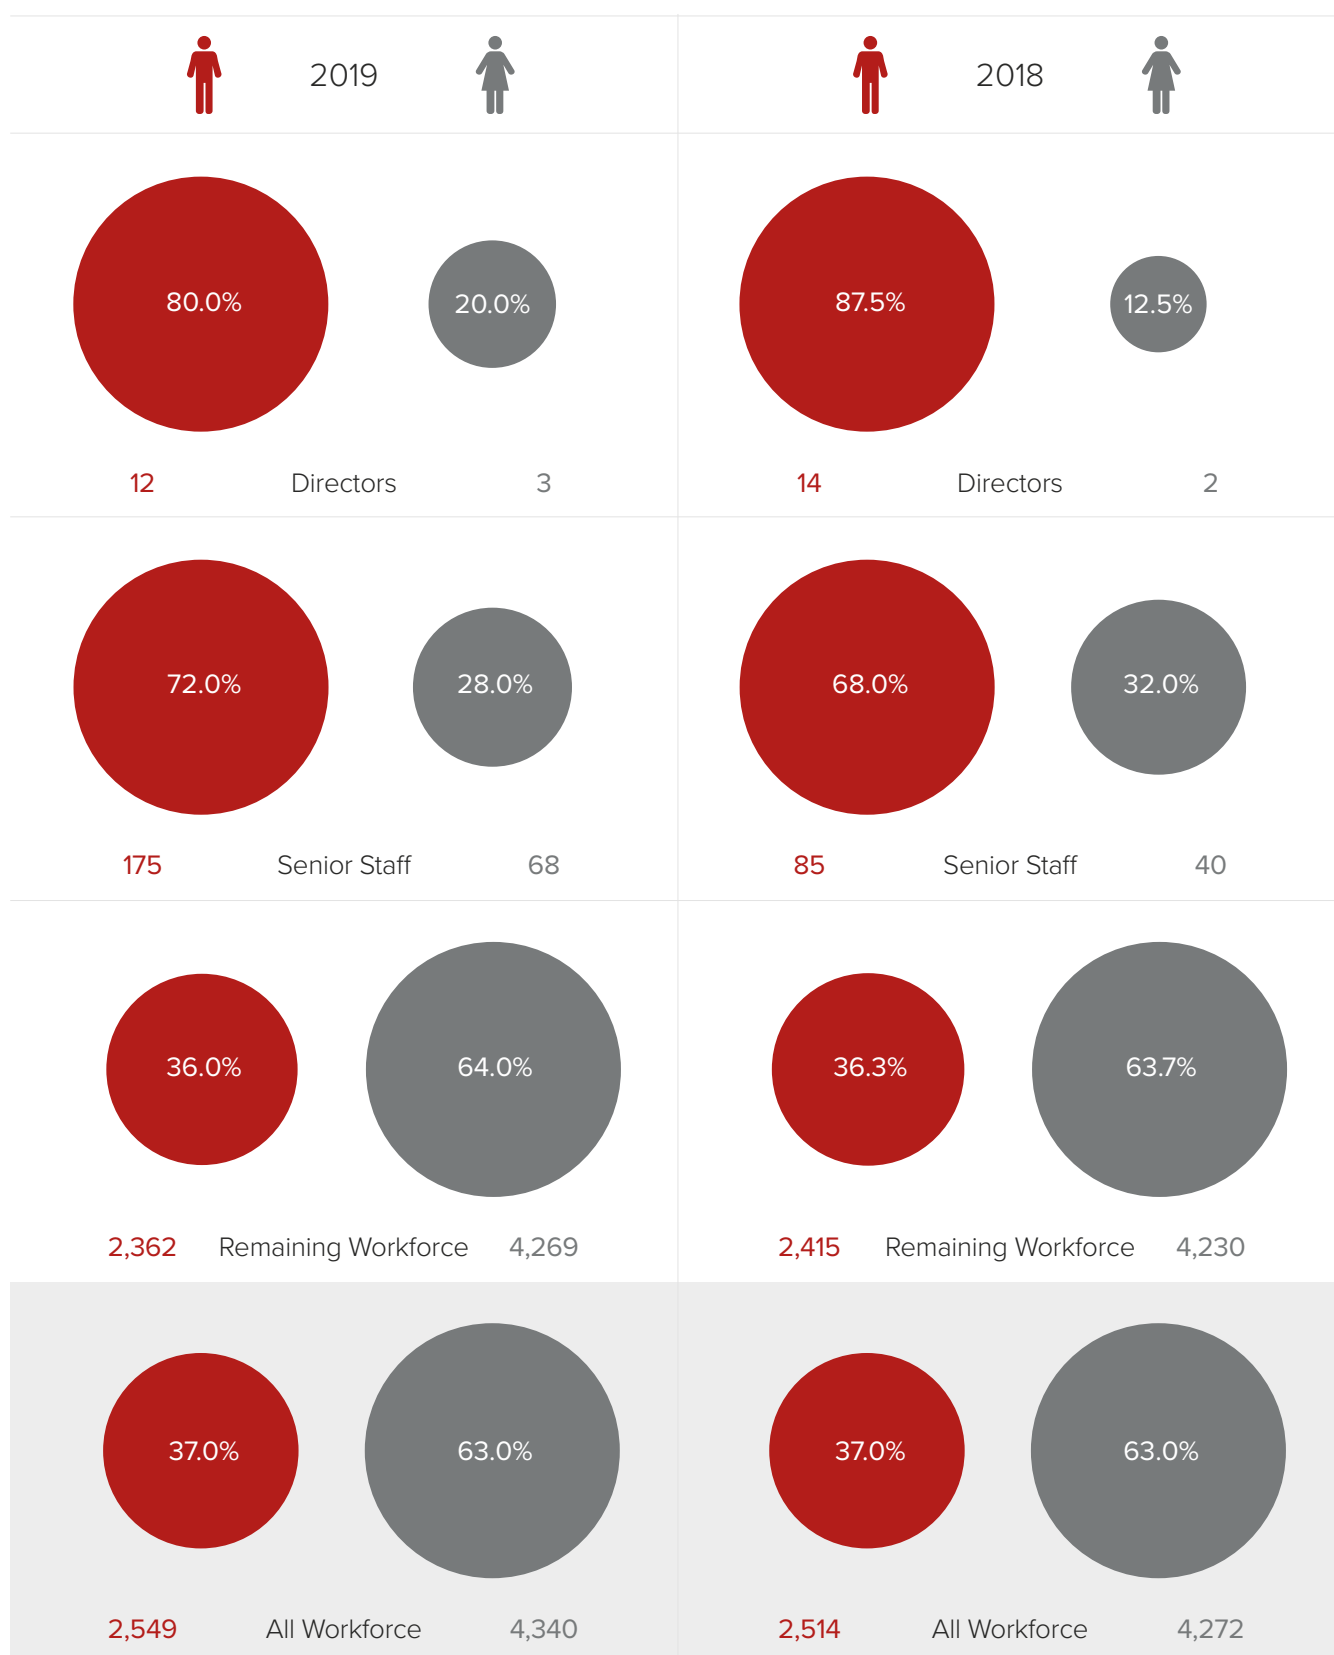 2019 2018
80.0% 20.0% 87.5% 12.5%
12 Directors 3 14 Directors 2
72.0% 28.0% 68.0% 32.0%
175 Senior Staff 68 85 Senior Staff 40
36.0% 64.0% 36.3% 63.7%
2,362 Remaining Workforce 4,269 2,415 Remaining Workforce 4,230
37.0% 63.0% 37.0% 63.0%
2,549 All Workforce 4,340 2,514 All Workforce 4,272